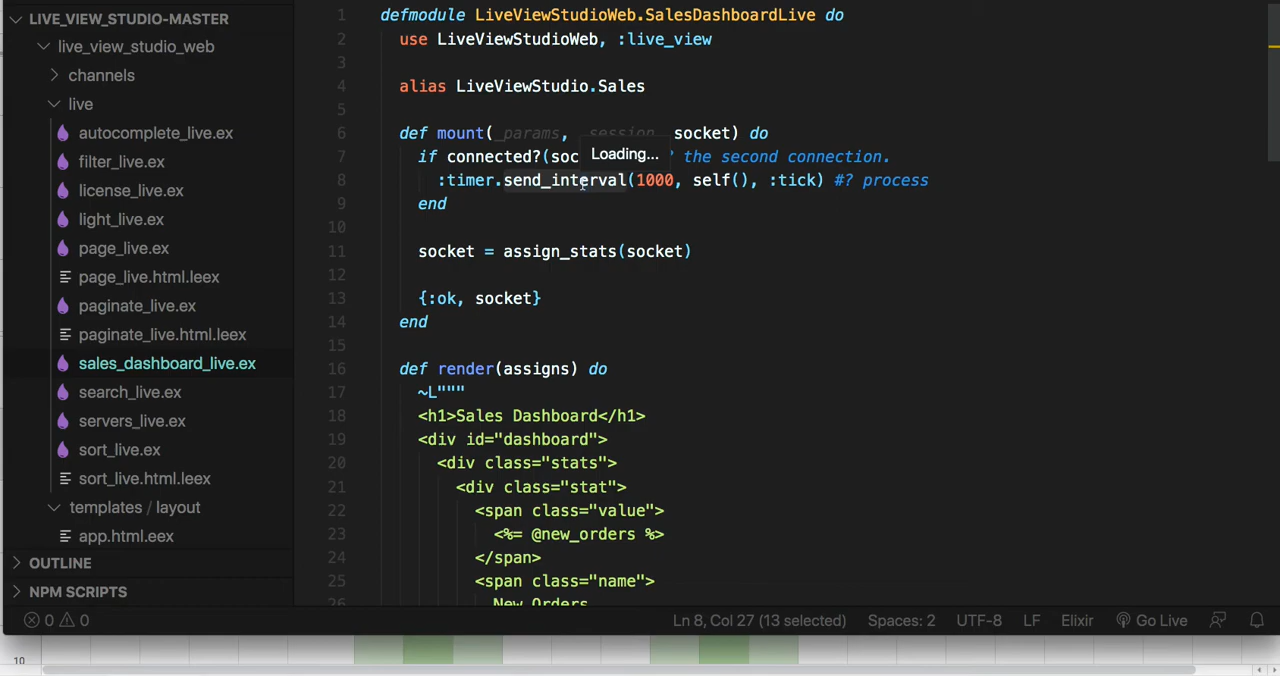 LIVE_VIEW_STUDIO-MASTER
live_view_studio_web
channels
live
autocomplete_live.ex
filter_live.ex
license_live.ex
light_live.ex
page_live.ex
page_live.html.leex
paginate_live.ex
paginate_live.html.leex
sales_dashboard_live.ex
search_live.ex
servers_live.ex
sort_live.ex
sort_live.html.leex
templates / layout
app.html.eex
OUTLINE
NPM SCRIPTS
1 defmodule LiveViewStudioWeb.SalesDashboardLive do
2 use LiveViewStudioWeb, :live_view
3
4 alias LiveViewStudio.Sales
5
6 def mount(_params, _session, socket) do
7 if connected?(soc Loading... the second connection.
8 :timer.send_interval(1000, self(), :tick) #? process
9 end
10
11 socket = assign_stats(socket)
12
13 {:ok, socket}
14 end
15
16 def render(assigns) do
17 ~L"""
18 <h1>Sales Dashboard</h1>
19 <div id="dashboard">
20 <div class="stats">
21 <div class="stat">
22 <span class="value">
23 <%= @new_orders %>
24 </span>
25 <span class="name">
26 New Orders
0 0 Ln 8, Col 27 (13 selected) Spaces: 2 UTF-8 LF Elixir Go Live
10